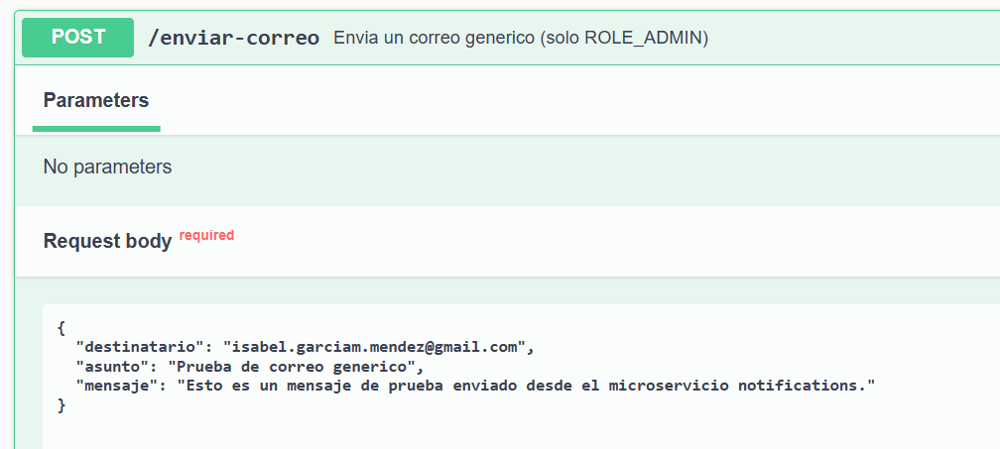 POST /enviar-correo Envia un correo generico (solo ROLE_ADMIN)
Parameters
No parameters
Request body required
{
"destinatario": "isabel.garciam.mendez@gmail.com",
"asunto": "Prueba de correo generico",
"mensaje": "Esto es un mensaje de prueba enviado desde el microservicio notifications."
}